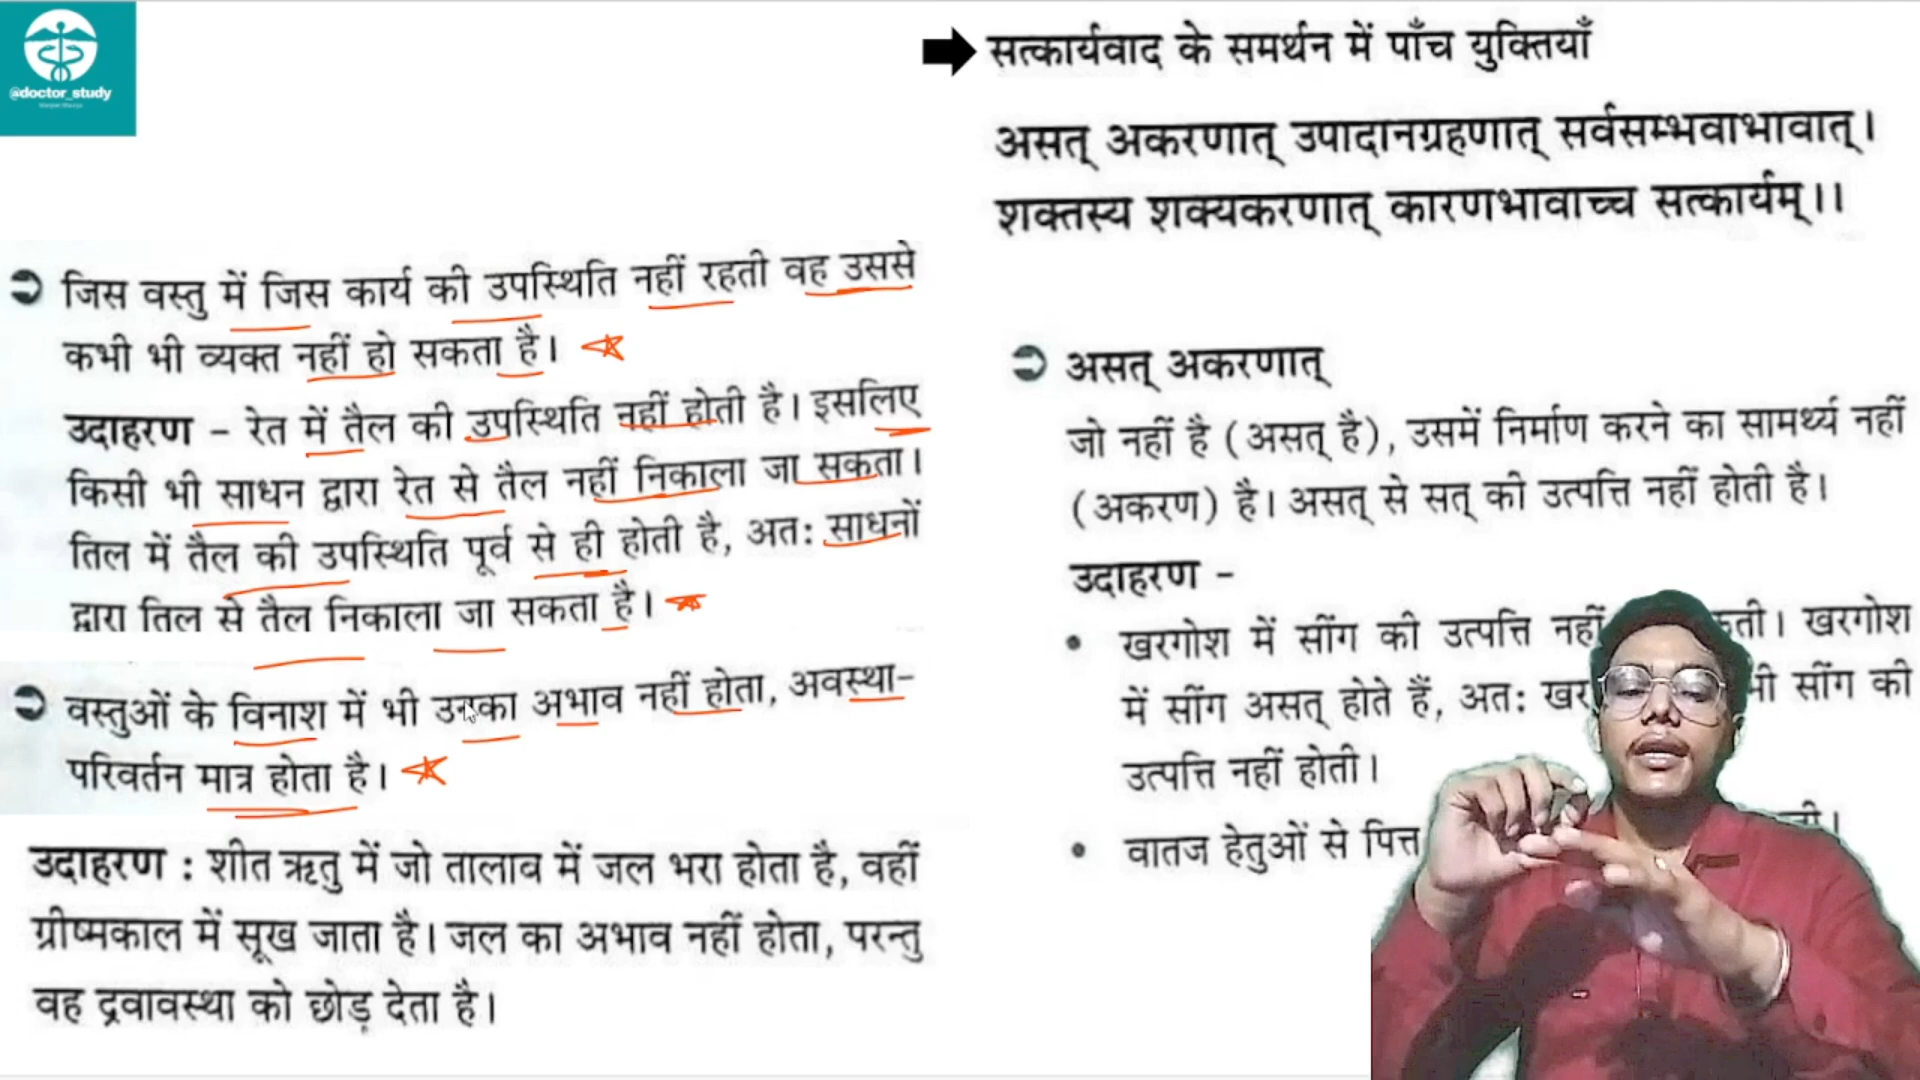 @doctor_study
जिस वस्तु में जिस कार्य की उपस्थिति नहीं रहती वह उससे
कभी भी व्यक्त नहीं हो सकता है।
उदाहरण – रेत में तैल की उपस्थिति नहीं होती है। इसलिए
किसी भी साधन द्वारा रेत से तैल नहीं निकाला जा सकता।
तिल में तैल की उपस्थिति पूर्व से ही होती है, अतः साधनों
द्वारा तिल से तैल निकाला जा सकता है।
वस्तुओं के विनाश में भी उनका अभाव नहीं होता, अवस्था-
परिवर्तन मात्र होता है।
उदाहरण : शीत ऋतु में जो तालाब में जल भरा होता है, वहीं
ग्रीष्मकाल में सूख जाता है। जल का अभाव नहीं होता, परन्तु
वह द्रवावस्था को छोड़ देता है।
सत्कार्यवाद के समर्थन में पाँच युक्तियाँ
असत् अकरणात् उपादानग्रहणात् सर्वसम्भवाभावात्।
शक्तस्य शक्यकरणात् कारणभावाच्च सत्कार्यम्।।
असत् अकरणात्
जो नहीं है (असत् है), उसमें निर्माण करने का सामर्थ्य नहीं
(अकरण) है। असत् से सत् की उत्पत्ति नहीं होती है।
उदाहरण –
• खरगोश में सींग की उत्पत्ति नहीं खरगोश
में सींग असत् होते हैं, अतः सींग की
उत्पत्ति नहीं होती।
• वातज हेतुओं से पित्त